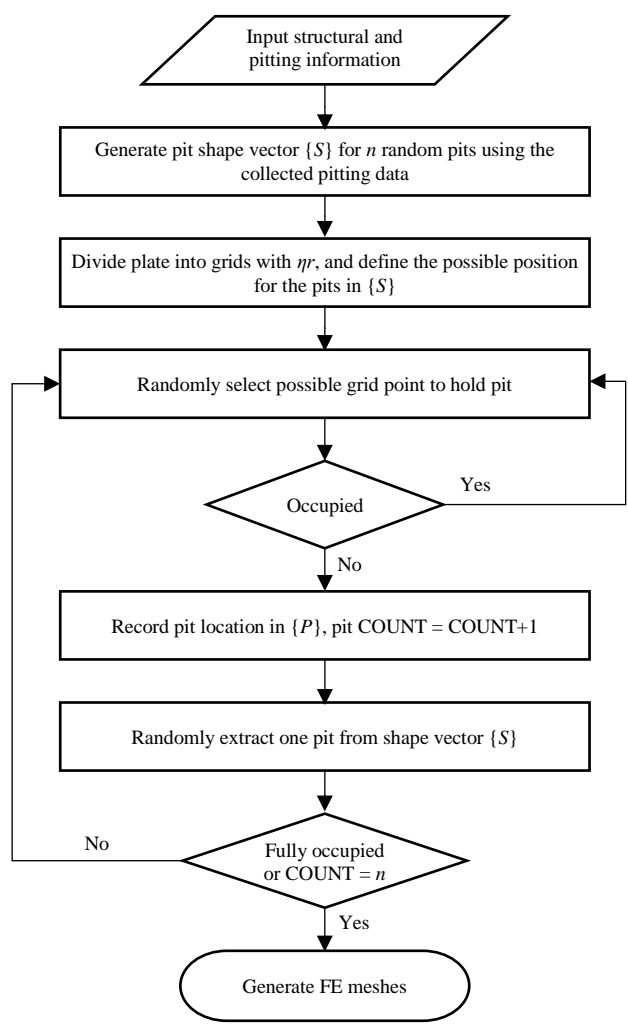 Input structural and
pitting information
Generate pit shape vector {S} for n random pits using the
collected pitting data
Divide plate into grids with ηr, and define the possible position
for the pits in {S}
Randomly select possible grid point to hold pit
Occupied
Yes
No
Record pit location in {P}, pit COUNT = COUNT+1
Randomly extract one pit from shape vector {S}
No
Fully occupied
or COUNT = n
Yes
Generate FE meshes